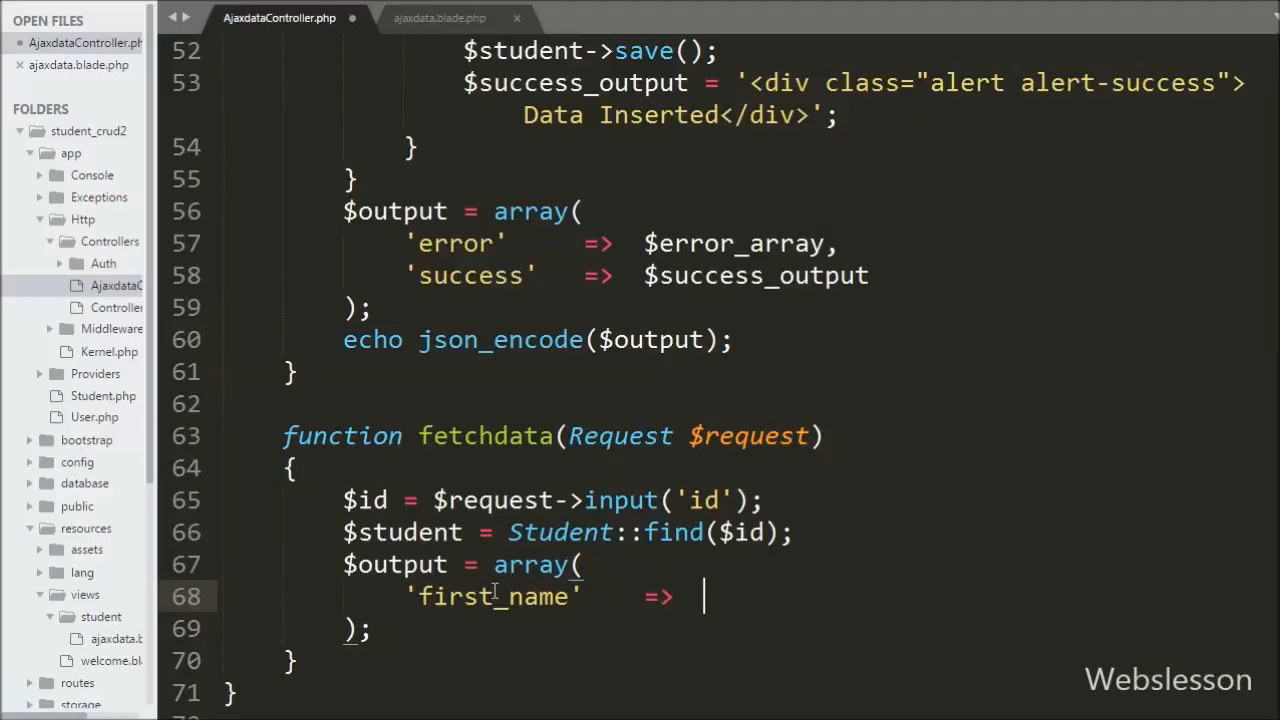 OPEN FILES
AjaxdataController.ph
ajaxdata.blade.php
FOLDERS
student_crud2
app
Console
Exceptions
Http
Controllers
Auth
AjaxdataC
Controller
Middleware
Kernel.php
Providers
Student.php
User.php
bootstrap
config
database
public
resources
assets
lang
views
student
ajaxdata.b
welcome.bl
routes
storage
AjaxdataController.php
ajaxdata.blade.php
52 $student->save();
53 $success_output = '<div class="alert alert-success">
Data Inserted</div>';
54 }
55 }
56 $output = array(
57 'error' => $error_array,
58 'success' => $success_output
59 );
60 echo json_encode($output);
61 }
62
63 function fetchdata(Request $request)
64 {
65 $id = $request->input('id');
66 $student = Student::find($id);
67 $output = array(
68 'first_name' =>
69 );
70 }
71 }
Webslesson